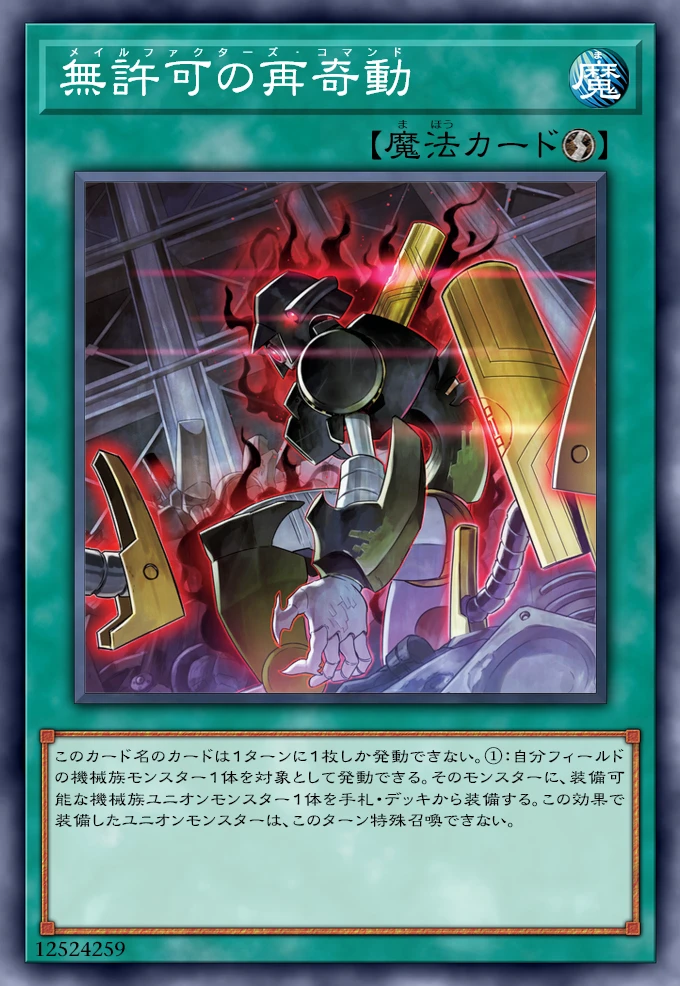 メイルファクターズ・コマンド
無許可の再奇動
ま
魔
ま ほう
【魔法カード】
このカード名のカードは1ターンに1枚しか発動できない。①:自分フィールド
の機械族モンスター1体を対象として発動できる。そのモンスターに、装備可
能な機械族ユニオンモンスター1体を手札・デッキから装備する。この効果で
装備したユニオンモンスターは、このターン特殊召喚できない。
12524259